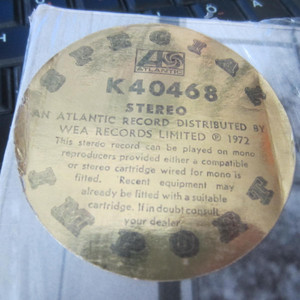 ATLANTIC
K40468
STEREO
AN ATLANTIC RECORD DISTRIBUTED BY
WEA RECORDS LIMITED ℗ 1972
This stereo record can be played on mono
reproducers provided either a compatible
or stereo cartridge wired for mono is
fitted. Recent equipment may
already be fitted with a suitable
cartridge. If in doubt consult
your dealer